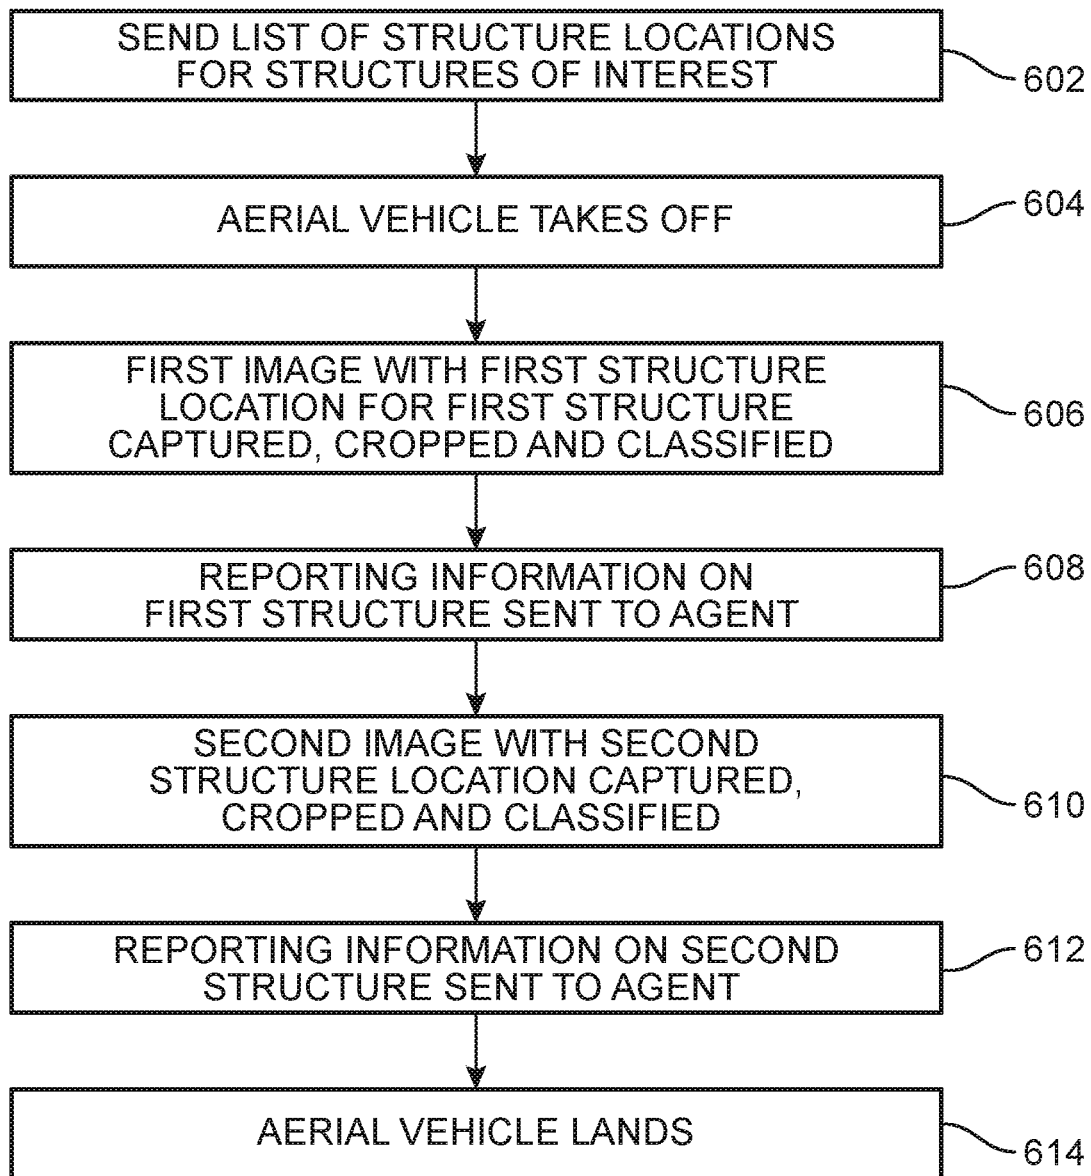 SEND LIST OF STRUCTURE LOCATIONS
FOR STRUCTURES OF INTEREST
602
AERIAL VEHICLE TAKES OFF
604
FIRST IMAGE WITH FIRST STRUCTURE
LOCATION FOR FIRST STRUCTURE
CAPTURED, CROPPED AND CLASSIFIED
606
REPORTING INFORMATION ON
FIRST STRUCTURE SENT TO AGENT
608
SECOND IMAGE WITH SECOND
STRUCTURE LOCATION CAPTURED,
CROPPED AND CLASSIFIED
610
REPORTING INFORMATION ON SECOND
STRUCTURE SENT TO AGENT
612
AERIAL VEHICLE LANDS
614